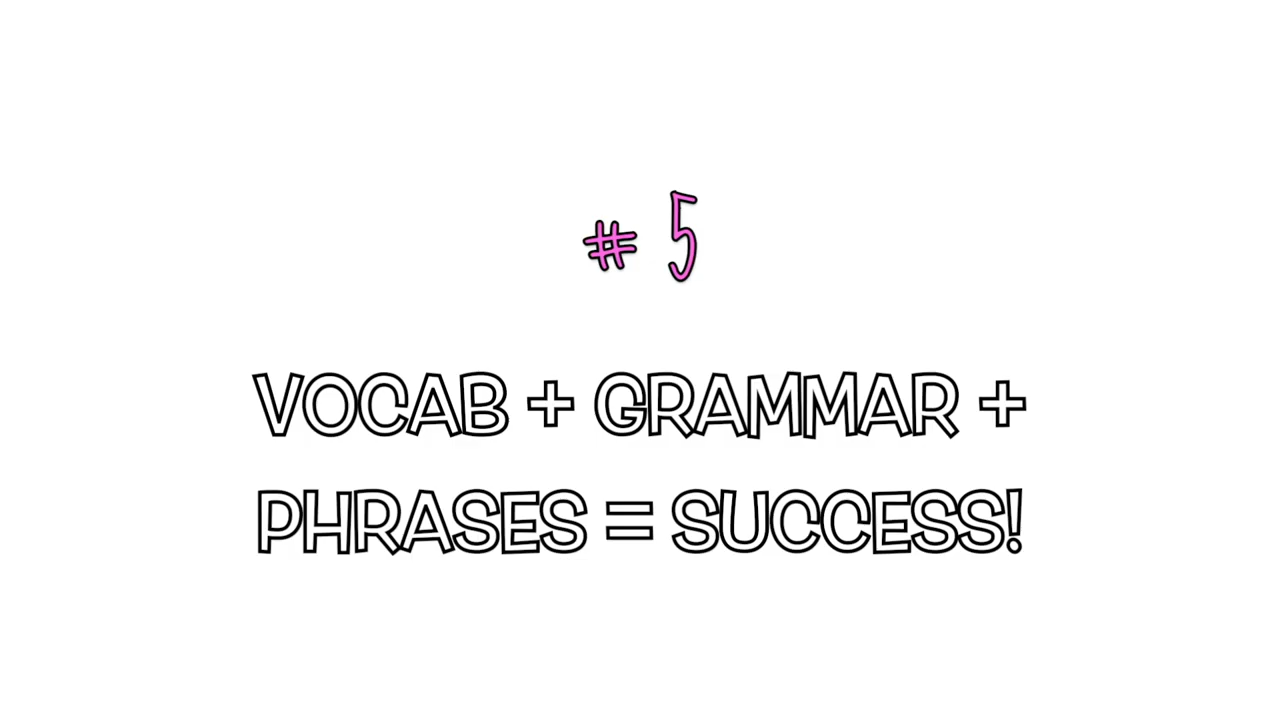 # 5
VOCAB + GRAMMAR +
PHRASES = SUCCESS!